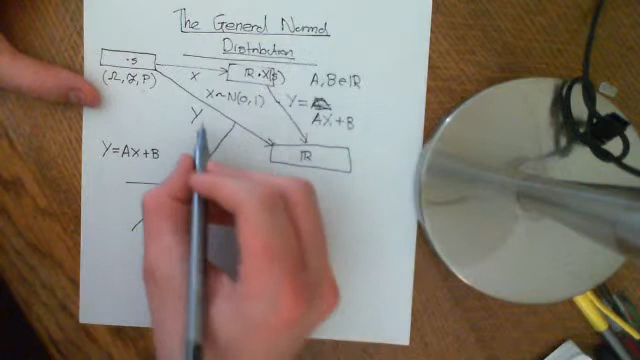 The General Normal
Distribution
·s
X
ℝ ·X(s)
A, B∈ℝ
(Ω, F, P)
X~N(0,1)
Y=
AX+B
Y
ℝ
Y=AX+B